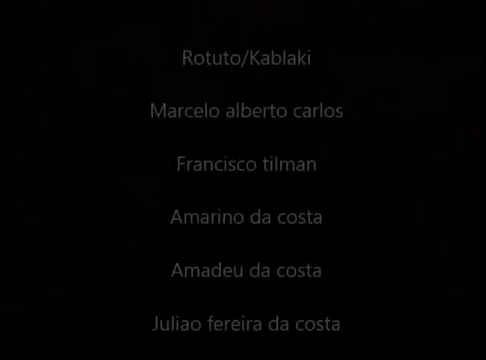 Rotuto/Kablaki
Marcelo alberto carlos
Francisco tilman
Amarino da costa
Amadeu da costa
Juliao fereira da costa